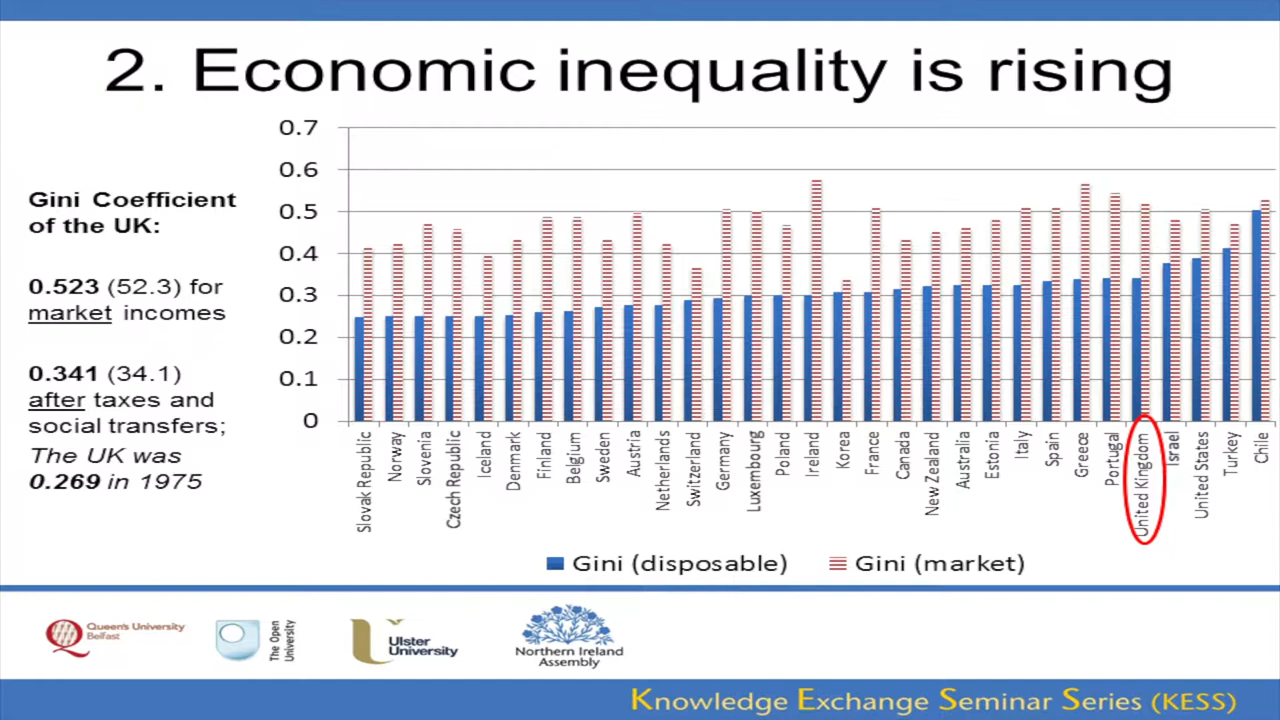 2. Economic inequality is rising
Gini Coefficient
of the UK:
0.523 (52.3) for
market incomes
0.341 (34.1)
after taxes and
social transfers;
The UK was
0.269 in 1975
0.7
0.6
0.5
0.4
0.3
0.2
0.1
0
Slovak Republic
Norway
Slovenia
Czech Republic
Iceland
Denmark
Finland
Belgium
Sweden
Austria
Netherlands
Switzerland
Germany
Luxembourg
Poland
Ireland
Korea
France
Canada
New Zealand
Australia
Estonia
Italy
Spain
Greece
Portugal
United Kingdom
Israel
United States
Turkey
Chile
Gini (disposable)
Gini (market)
Queen's University
Belfast
The Open
University
Ulster
University
Northern Ireland
Assembly
Knowledge Exchange Seminar Series (KESS)